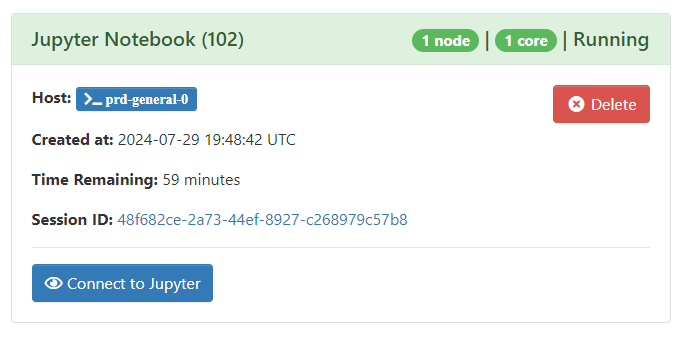 Jupyter Notebook (102) 1 node | 1 core | Running
Host: prd-general-0 Delete
Created at: 2024-07-29 19:48:42 UTC
Time Remaining: 59 minutes
Session ID: 48f682ce-2a73-44ef-8927-c268979c57b8
Connect to Jupyter